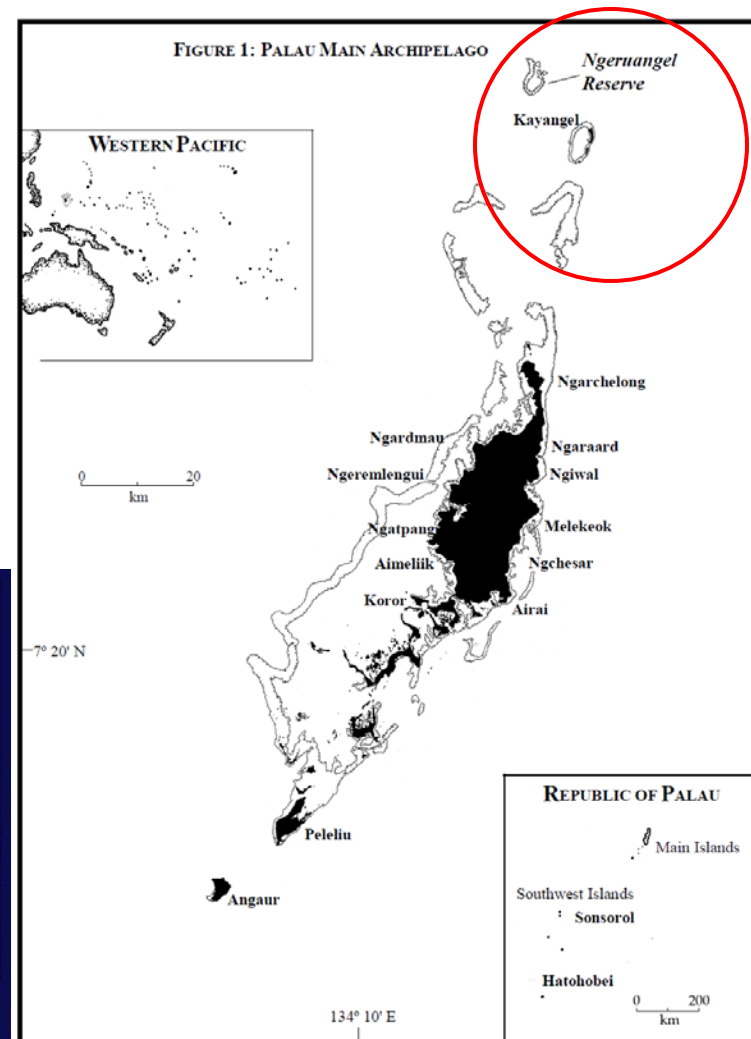 FIGURE 1: PALAU MAIN ARCHIPELAGO
Ngeruangel
Reserve
Kayangel
WESTERN PACIFIC
Ngarchelong
Ngardmau
Ngaraard
Ngeremlengui
Ngiwal
0 20
km
Ngatpang
Melekeok
Aimeliik
Ngchesar
Koror
Airai
7° 20' N
Peleliu
Angaur
REPUBLIC OF PALAU
Main Islands
Southwest Islands
Sonsorol
Hatohobei
0 200
km
134° 10' E